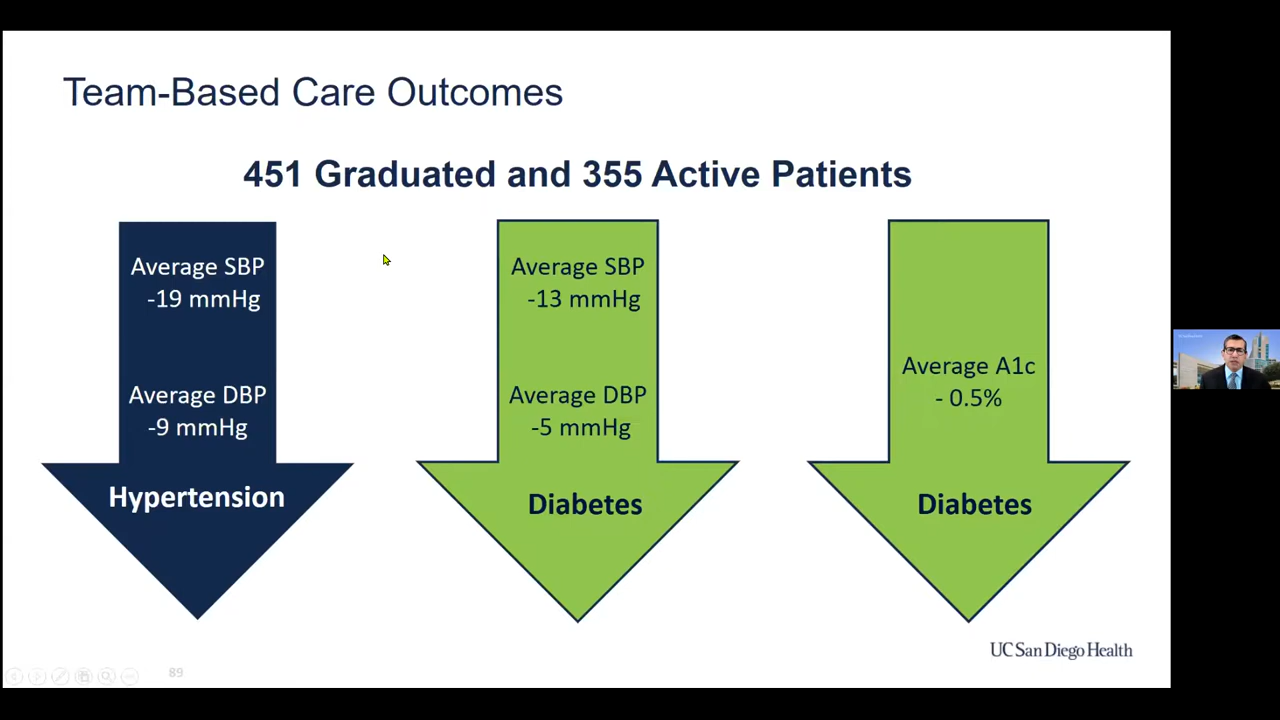 Team-Based Care Outcomes
451 Graduated and 355 Active Patients
Average SBP
-19 mmHg
Average DBP
-9 mmHg
Hypertension
Average SBP
-13 mmHg
Average DBP
-5 mmHg
Diabetes
Average A1c
- 0.5%
Diabetes
UC San Diego Health
89